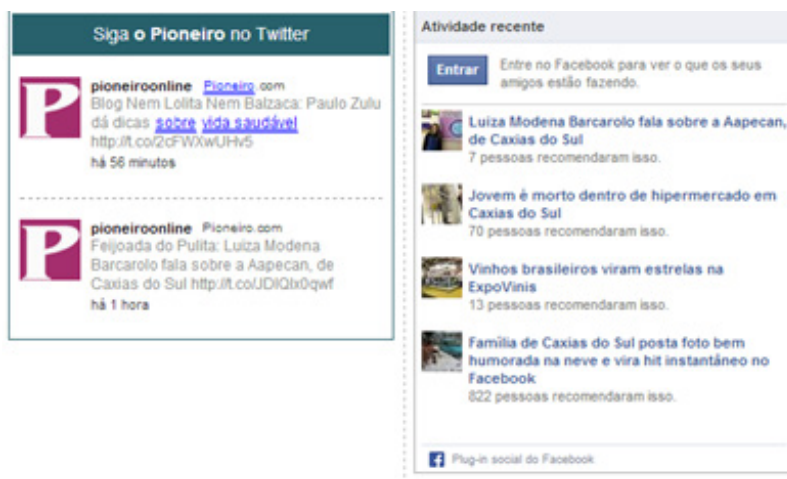 Siga o Pioneiro no Twitter
P
pioneiroonline Pioneiro.com
Blog Nem Lolita Nem Balzaca: Paulo Zulu
dá dicas sobre vida saudável
http://t.co/2cFWXwUHv5
há 56 minutos
P
pioneiroonline Pioneiro.com
Feijoada do Pulita: Luiza Modena
Barcarolo fala sobre a Aapecan, de
Caxias do Sul http://t.co/JDIQIx0qwf
há 1 hora
Atividade recente
Entrar
Entre no Facebook para ver o que os seus
amigos estão fazendo.
Luiza Modena Barcarolo fala sobre a Aapecan,
de Caxias do Sul
7 pessoas recomendaram isso.
Jovem é morto dentro de hipermercado em
Caxias do Sul
70 pessoas recomendaram isso.
Vinhos brasileiros viram estrelas na
ExpoVinis
13 pessoas recomendaram isso.
Família de Caxias do Sul posta foto bem
humorada na neve e vira hit instantâneo no
Facebook
822 pessoas recomendaram isso.
f Plug-in social do Facebook